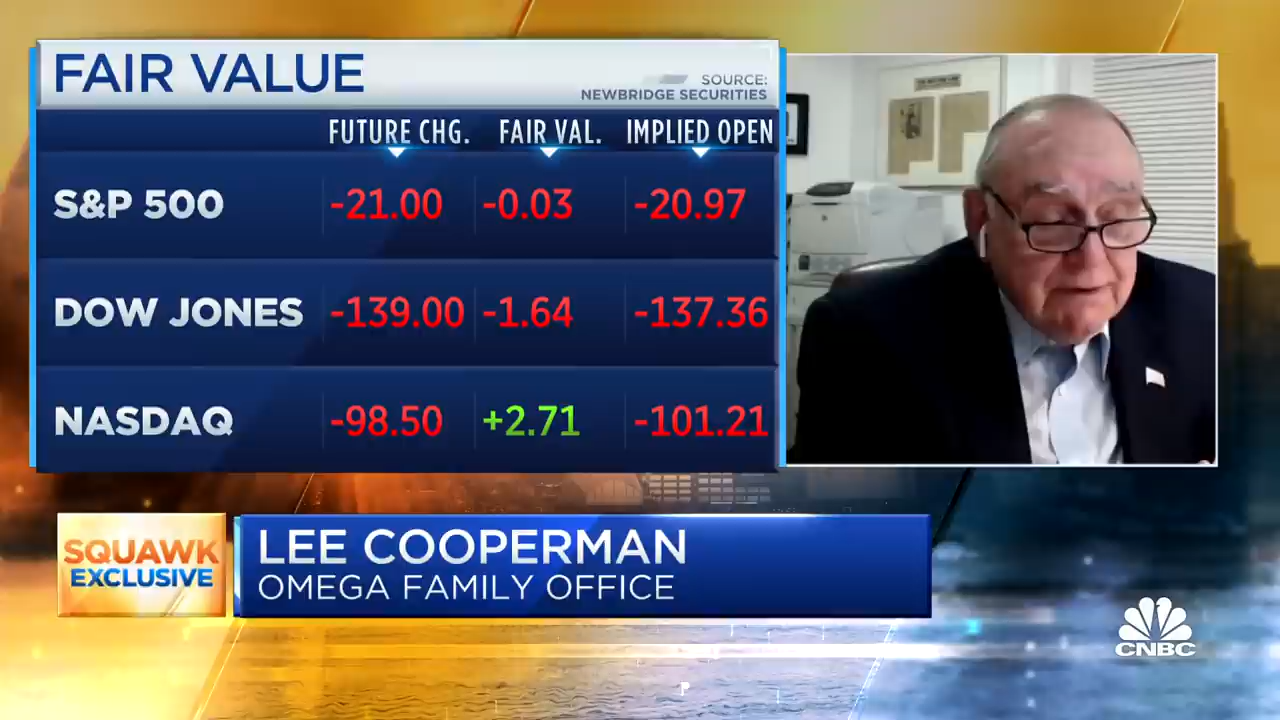 FAIR VALUE
SOURCE:
NEWBRIDGE SECURITIES
FUTURE CHG. FAIR VAL. IMPLIED OPEN
S&P 500 -21.00 -0.03 -20.97
DOW JONES -139.00 -1.64 -137.36
NASDAQ -98.50 +2.71 -101.21
SQUAWK
EXCLUSIVE
LEE COOPERMAN
OMEGA FAMILY OFFICE
CNBC